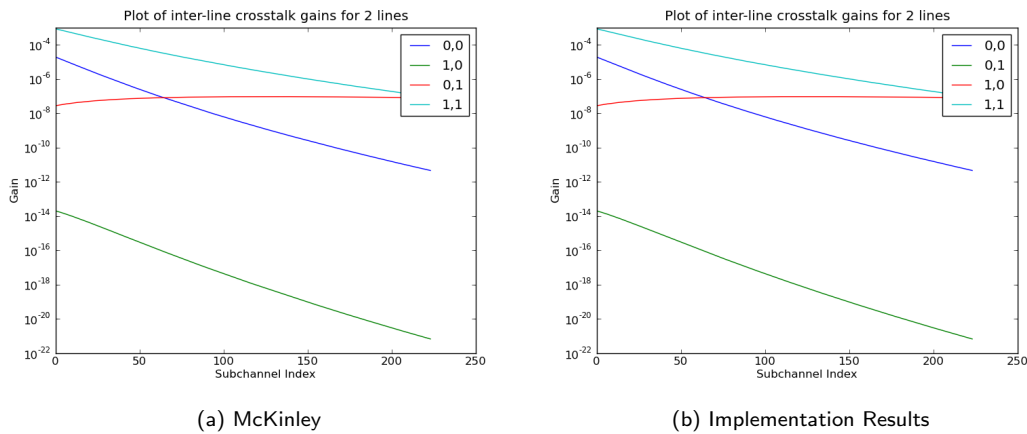 Plot of inter-line crosstalk gains for 2 lines
10^-4
10^-6
10^-8
10^-10
10^-12
10^-14
10^-16
10^-18
10^-20
10^-22
Gain
0,0
1,0
0,1
1,1
0 50 100 150 200 250
Subchannel Index
(a) McKinley
Plot of inter-line crosstalk gains for 2 lines
10^-4
10^-6
10^-8
10^-10
10^-12
10^-14
10^-16
10^-18
10^-20
10^-22
Gain
0,0
0,1
1,0
1,1
0 50 100 150 200 250
Subchannel Index
(b) Implementation Results